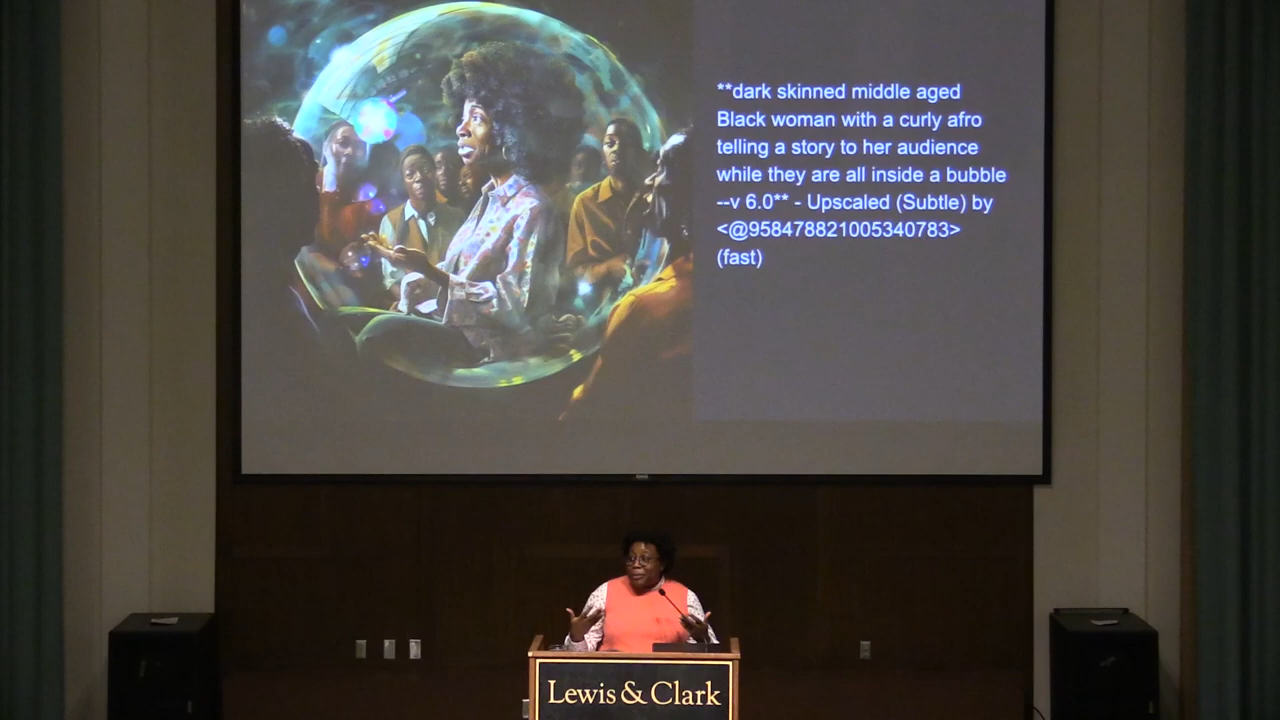 **dark skinned middle aged
Black woman with a curly afro
telling a story to her audience
while they are all inside a bubble
--v 6.0** - Upscaled (Subtle) by
<@958478821005340783>
(fast)
Lewis & Clark